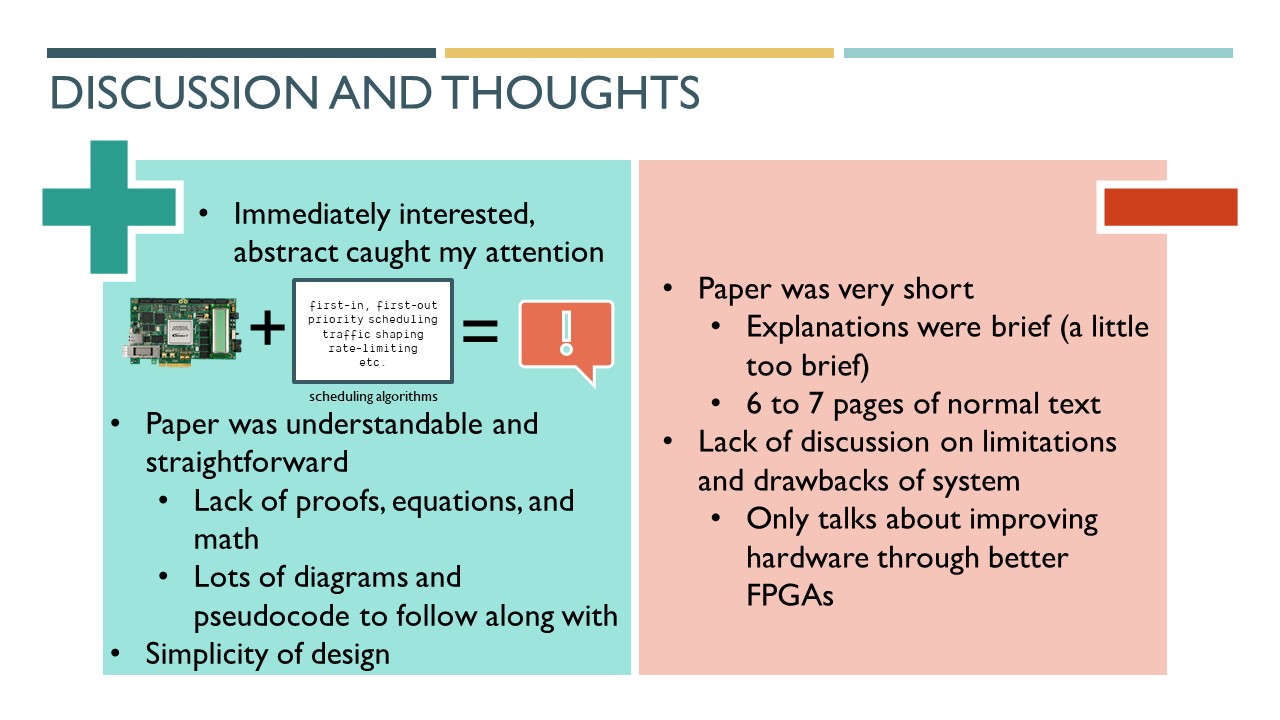 DISCUSSION AND THOUGHTS
• Immediately interested,
abstract caught my attention
+
first-in, first-out
priority scheduling
traffic shaping
rate-limiting
etc.
=
!
scheduling algorithms
• Paper was understandable and
straightforward
• Lack of proofs, equations, and
math
• Lots of diagrams and
pseudocode to follow along with
• Simplicity of design
• Paper was very short
• Explanations were brief (a little
too brief)
• 6 to 7 pages of normal text
• Lack of discussion on limitations
and drawbacks of system
• Only talks about improving
hardware through better
FPGAs